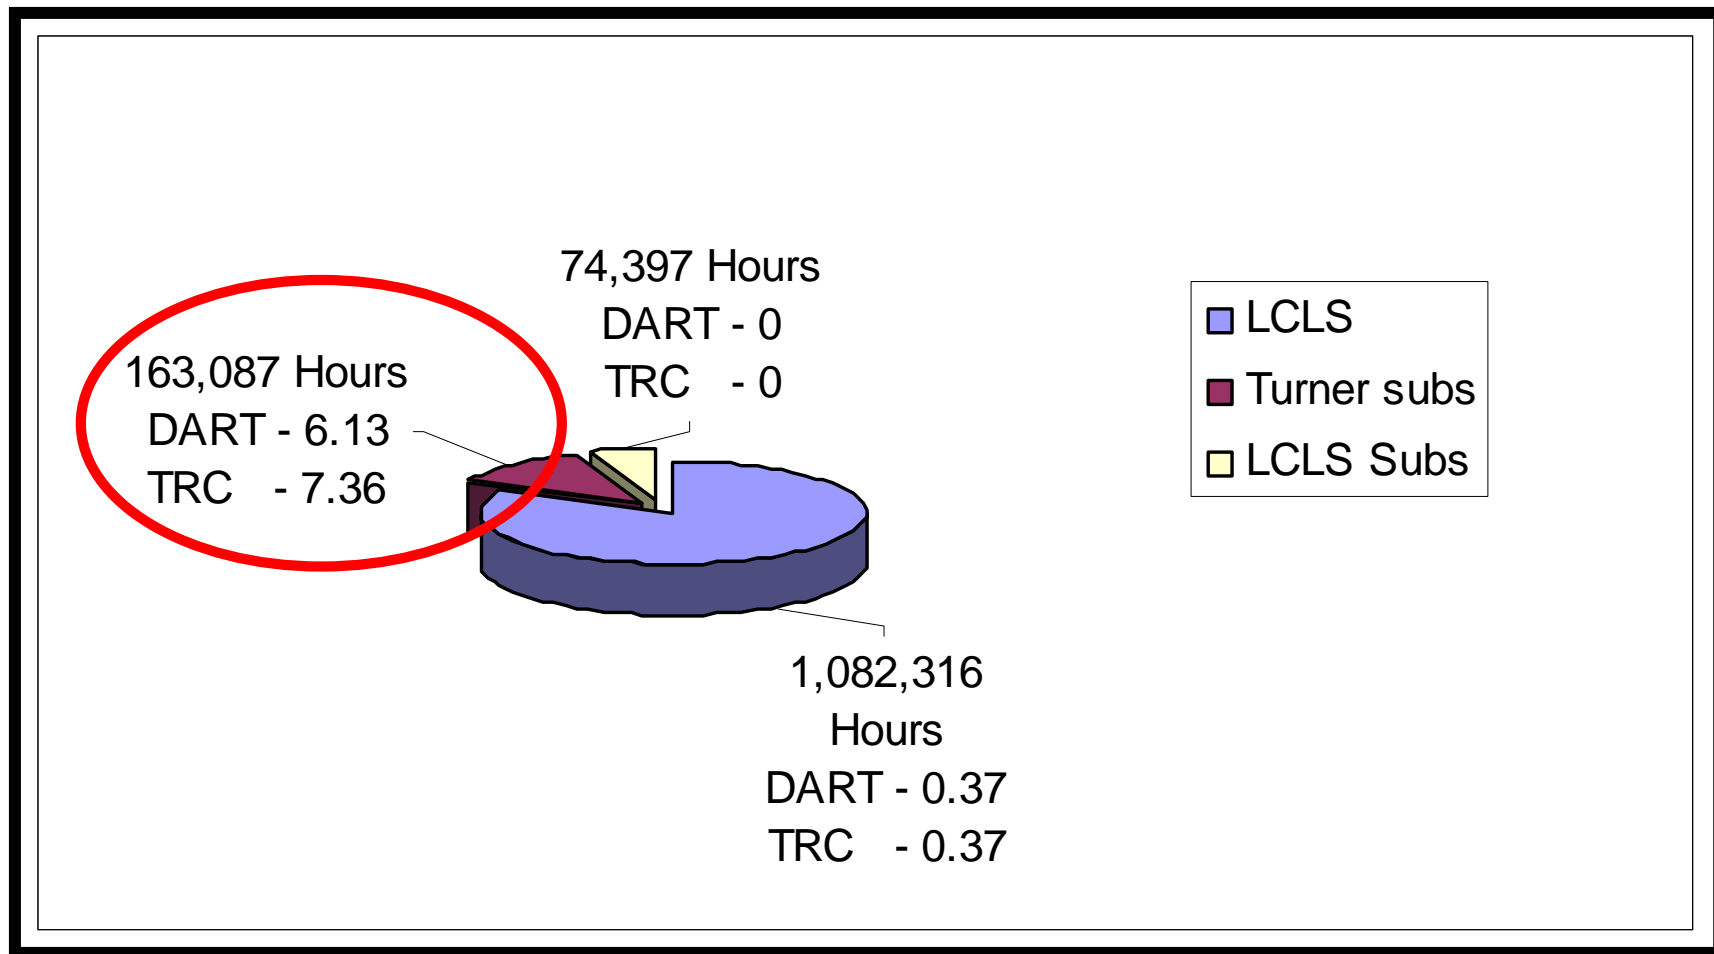 74,397 Hours
DART - 0
TRC - 0
163,087 Hours
DART - 6.13
TRC - 7.36
1,082,316
Hours
DART - 0.37
TRC - 0.37
LCLS
Turner subs
LCLS Subs